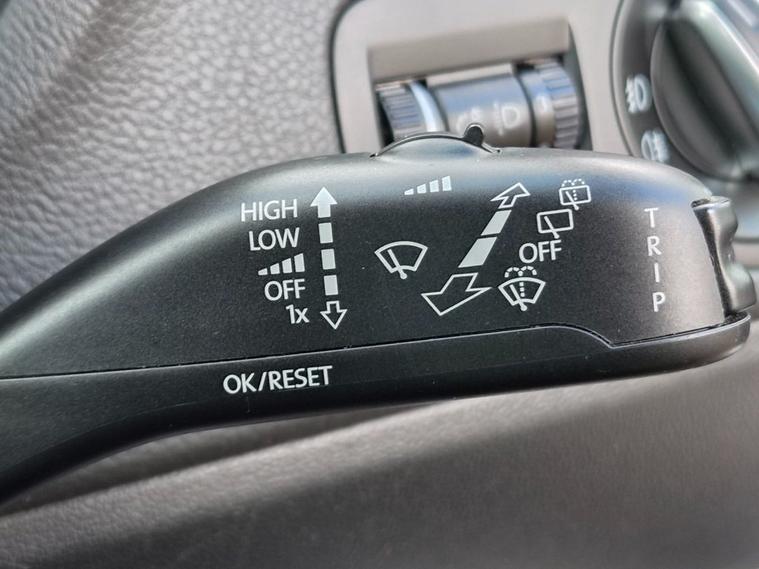 HIGH
LOW
OFF
1x
OFF
TRIP
OK/RESET